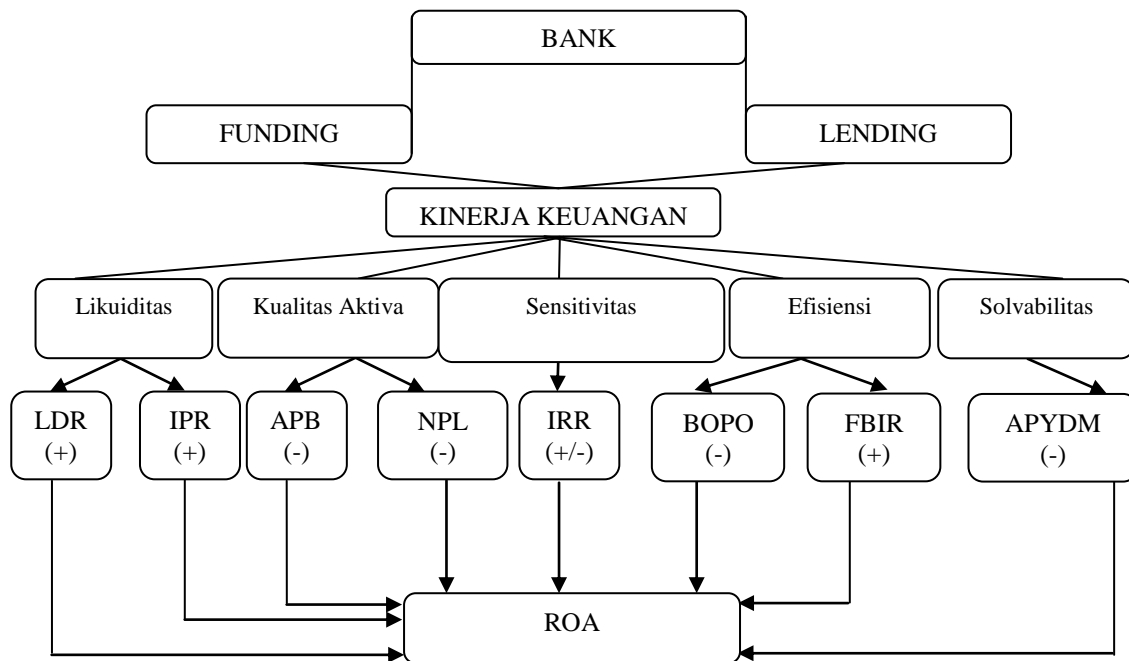 BANK
FUNDING
LENDING
KINERJA KEUANGAN
Likuiditas
Kualitas Aktiva
Sensitivitas
Efisiensi
Solvabilitas
LDR
(+)
IPR
(+)
APB
(-)
NPL
(-)
IRR
(+/-)
BOPO
(-)
FBIR
(+)
APYDM
(-)
ROA